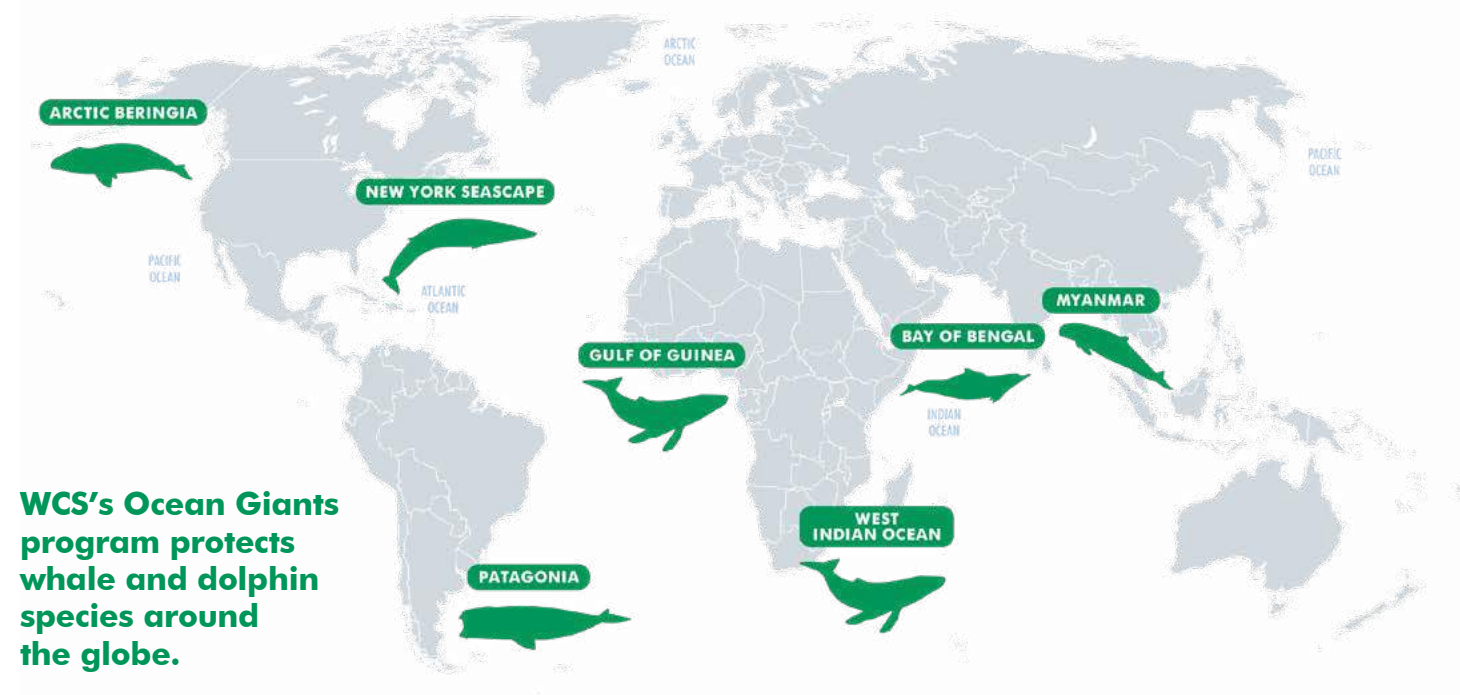 ARCTIC
OCEAN
ARCTIC BERINGIA
PACIFIC
OCEAN
NEW YORK SEASCAPE
PACIFIC
OCEAN
ATLANTIC
OCEAN
MYANMAR
BAY OF BENGAL
GULF OF GUINEA
INDIAN
OCEAN
WCS's Ocean Giants
program protects
whale and dolphin
species around
the globe.
WEST
INDIAN OCEAN
PATAGONIA